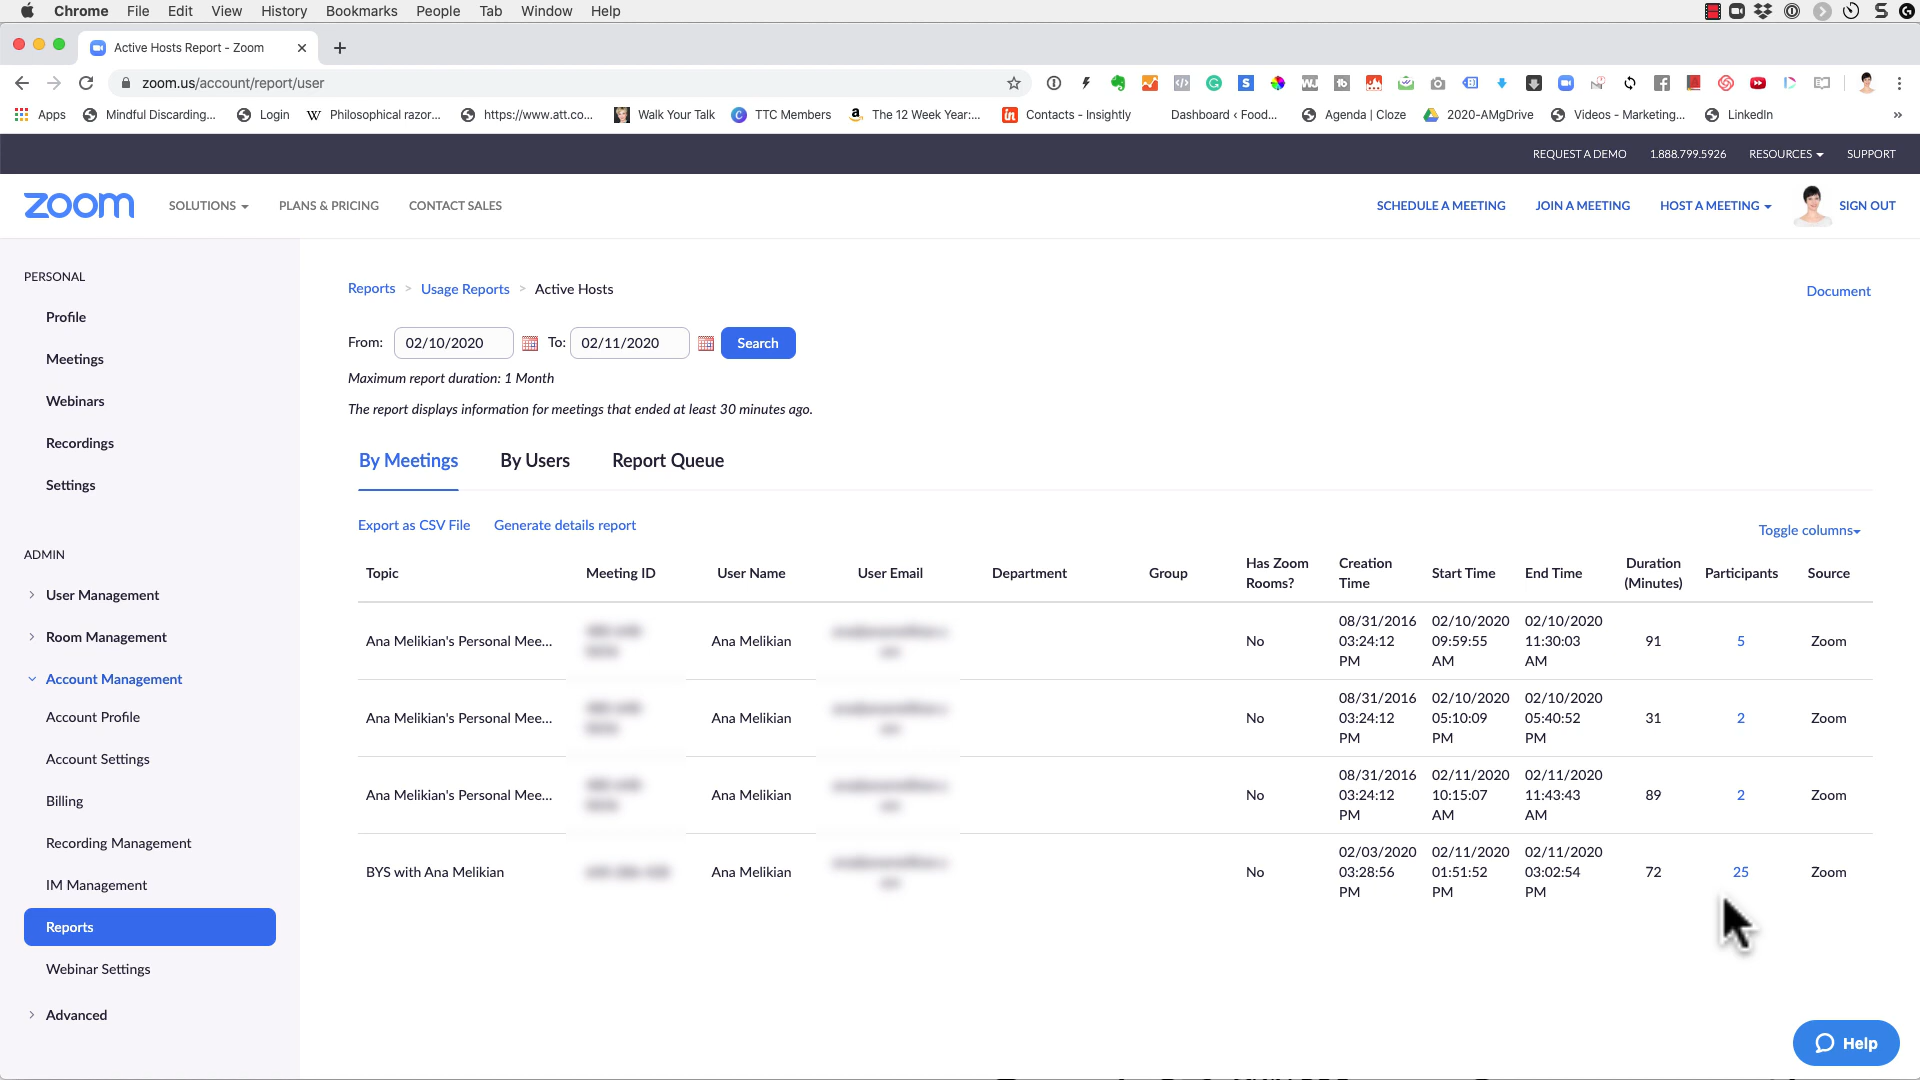 Chrome File Edit View History Bookmarks People Tab Window Help
Active Hosts Report - Zoom
zoom.us/account/report/user
Apps Mindful Discarding... Login Philosophical razor... https://www.att.co... Walk Your Talk TTC Members The 12 Week Year:... Contacts - Insightly Dashboard ‹ Food... Agenda | Cloze 2020-AMgDrive Videos - Marketing... LinkedIn »
REQUEST A DEMO 1.888.799.5926 RESOURCES SUPPORT
zoom SOLUTIONS PLANS & PRICING CONTACT SALES SCHEDULE A MEETING JOIN A MEETING HOST A MEETING SIGN OUT
PERSONAL
Profile
Meetings
Webinars
Recordings
Settings
ADMIN
User Management
Room Management
Account Management
Account Profile
Account Settings
Billing
Recording Management
IM Management
Reports
Webinar Settings
Advanced
Reports > Usage Reports > Active Hosts
Document
From: 02/10/2020 To: 02/11/2020 Search
Maximum report duration: 1 Month
The report displays information for meetings that ended at least 30 minutes ago.
By Meetings By Users Report Queue
Export as CSV File Generate details report
Toggle columns
Topic Meeting ID User Name User Email Department Group Has Zoom Rooms? Creation Time Start Time End Time Duration (Minutes) Participants Source
Ana Melikian's Personal Mee... Ana Melikian No 08/31/2016 03:24:12 PM 02/10/2020 09:59:55 AM 02/10/2020 11:30:03 AM 91 5 Zoom
Ana Melikian's Personal Mee... Ana Melikian No 08/31/2016 03:24:12 PM 02/10/2020 05:10:09 PM 02/10/2020 05:40:52 PM 31 2 Zoom
Ana Melikian's Personal Mee... Ana Melikian No 08/31/2016 03:24:12 PM 02/11/2020 10:15:07 AM 02/11/2020 11:43:43 AM 89 2 Zoom
BYS with Ana Melikian Ana Melikian No 02/03/2020 03:28:56 PM 02/11/2020 01:51:52 PM 02/11/2020 03:02:54 PM 72 25 Zoom
Help